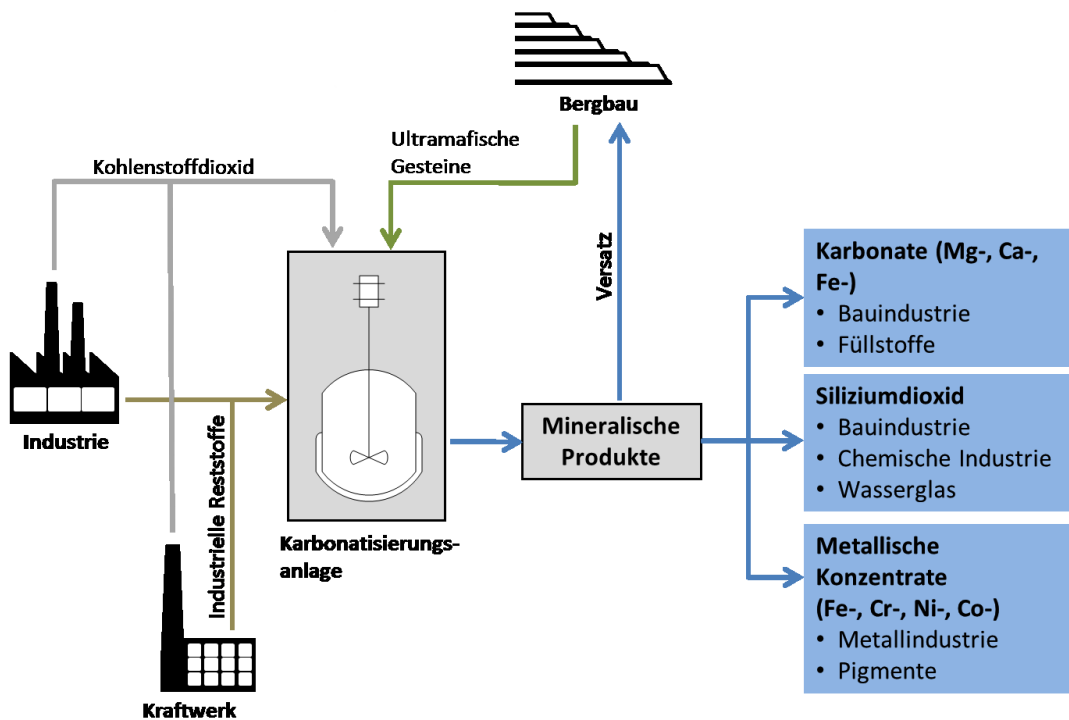 Bergbau
Ultramafische
Gesteine
Kohlenstoffdioxid
Versatz
Industrie
Industrielle Reststoffe
Kraftwerk
Karbonatisierungs-
anlage
Mineralische
Produkte
Karbonate (Mg-, Ca-,
Fe-)
• Bauindustrie
• Füllstoffe
Siliziumdioxid
• Bauindustrie
• Chemische Industrie
• Wasserglas
Metallische
Konzentrate
(Fe-, Cr-, Ni-, Co-)
• Metallindustrie
• Pigmente